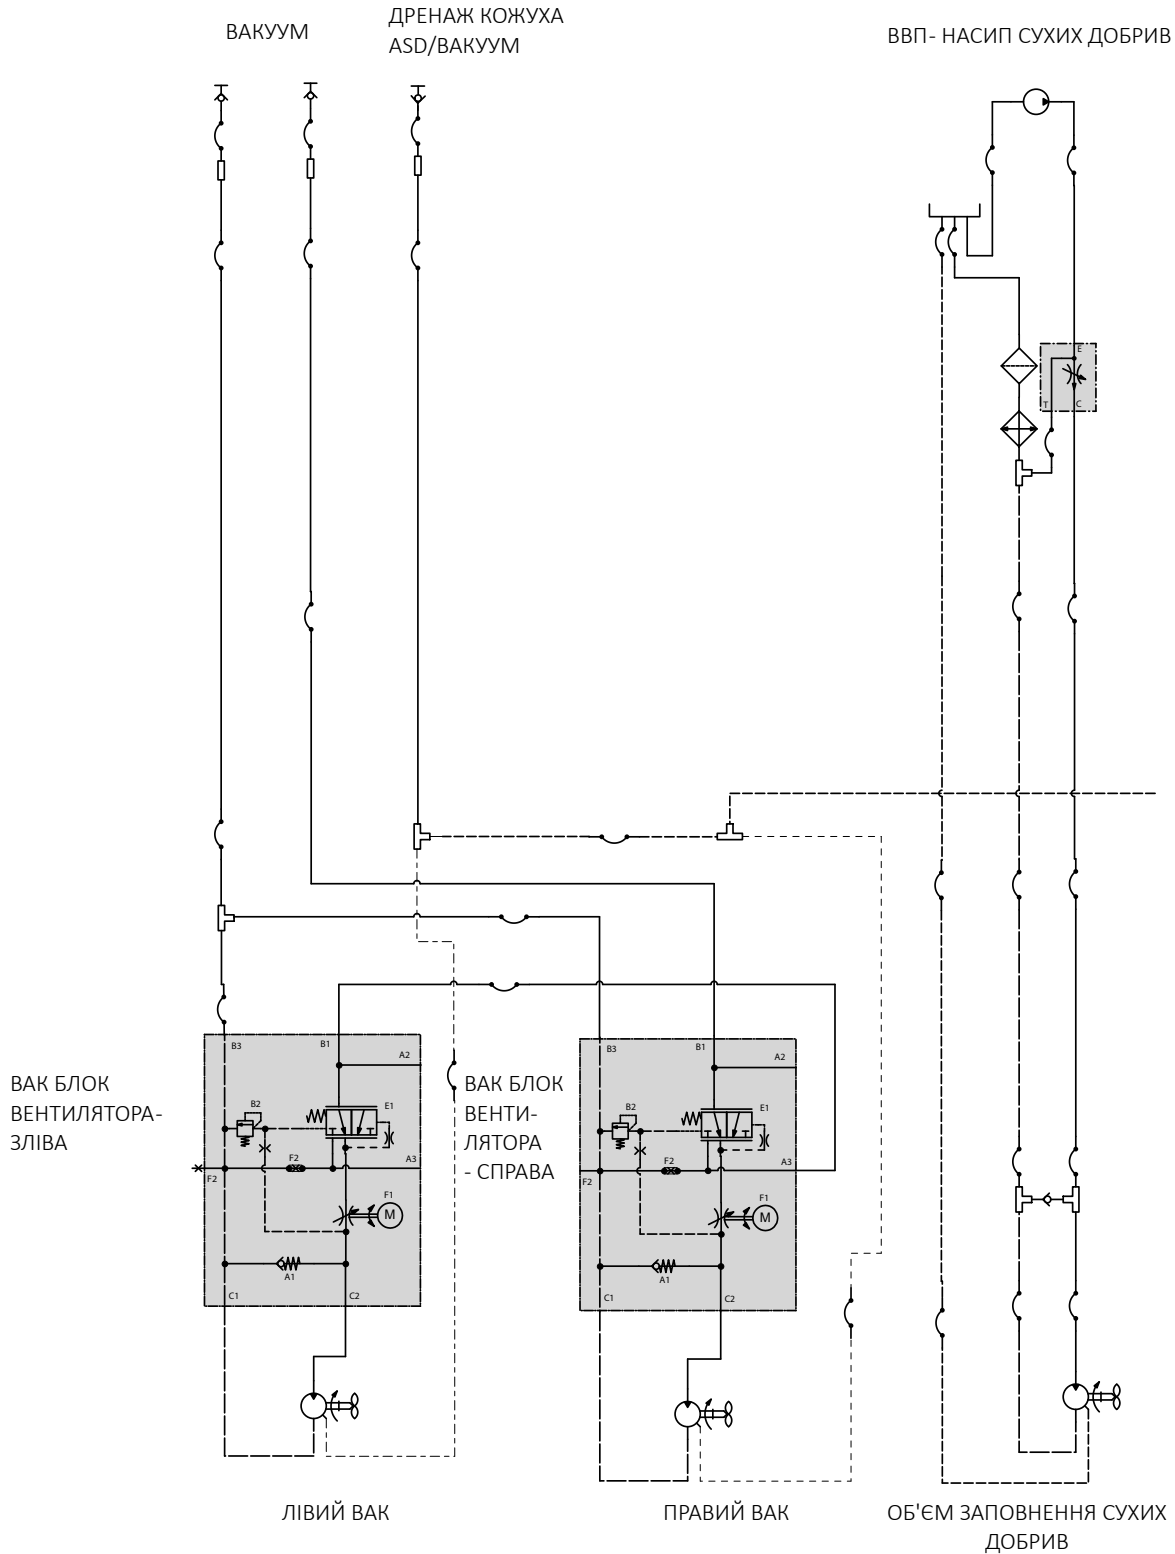 ВАКУУМ
ДРЕНАЖ КОЖУХА
ASD/ВАКУУМ
ВВП- НАСИП СУХИХ ДОБРИВ
E
T
C
ВАК БЛОК
ВЕНТИЛЯТОРА-
ЗЛІВА
B3
B1
A2
B2
E1
F2
A3
F2
F1
M
A1
C1
C2
ВАК БЛОК
ВЕНТИ-
ЛЯТОРА
- СПРАВА
B3
B1
A2
B2
E1
F2
A3
F2
F1
M
A1
C1
C2
ЛІВИЙ ВАК
ПРАВИЙ ВАК
ОБ'ЄМ ЗАПОВНЕННЯ СУХИХ
ДОБРИВ